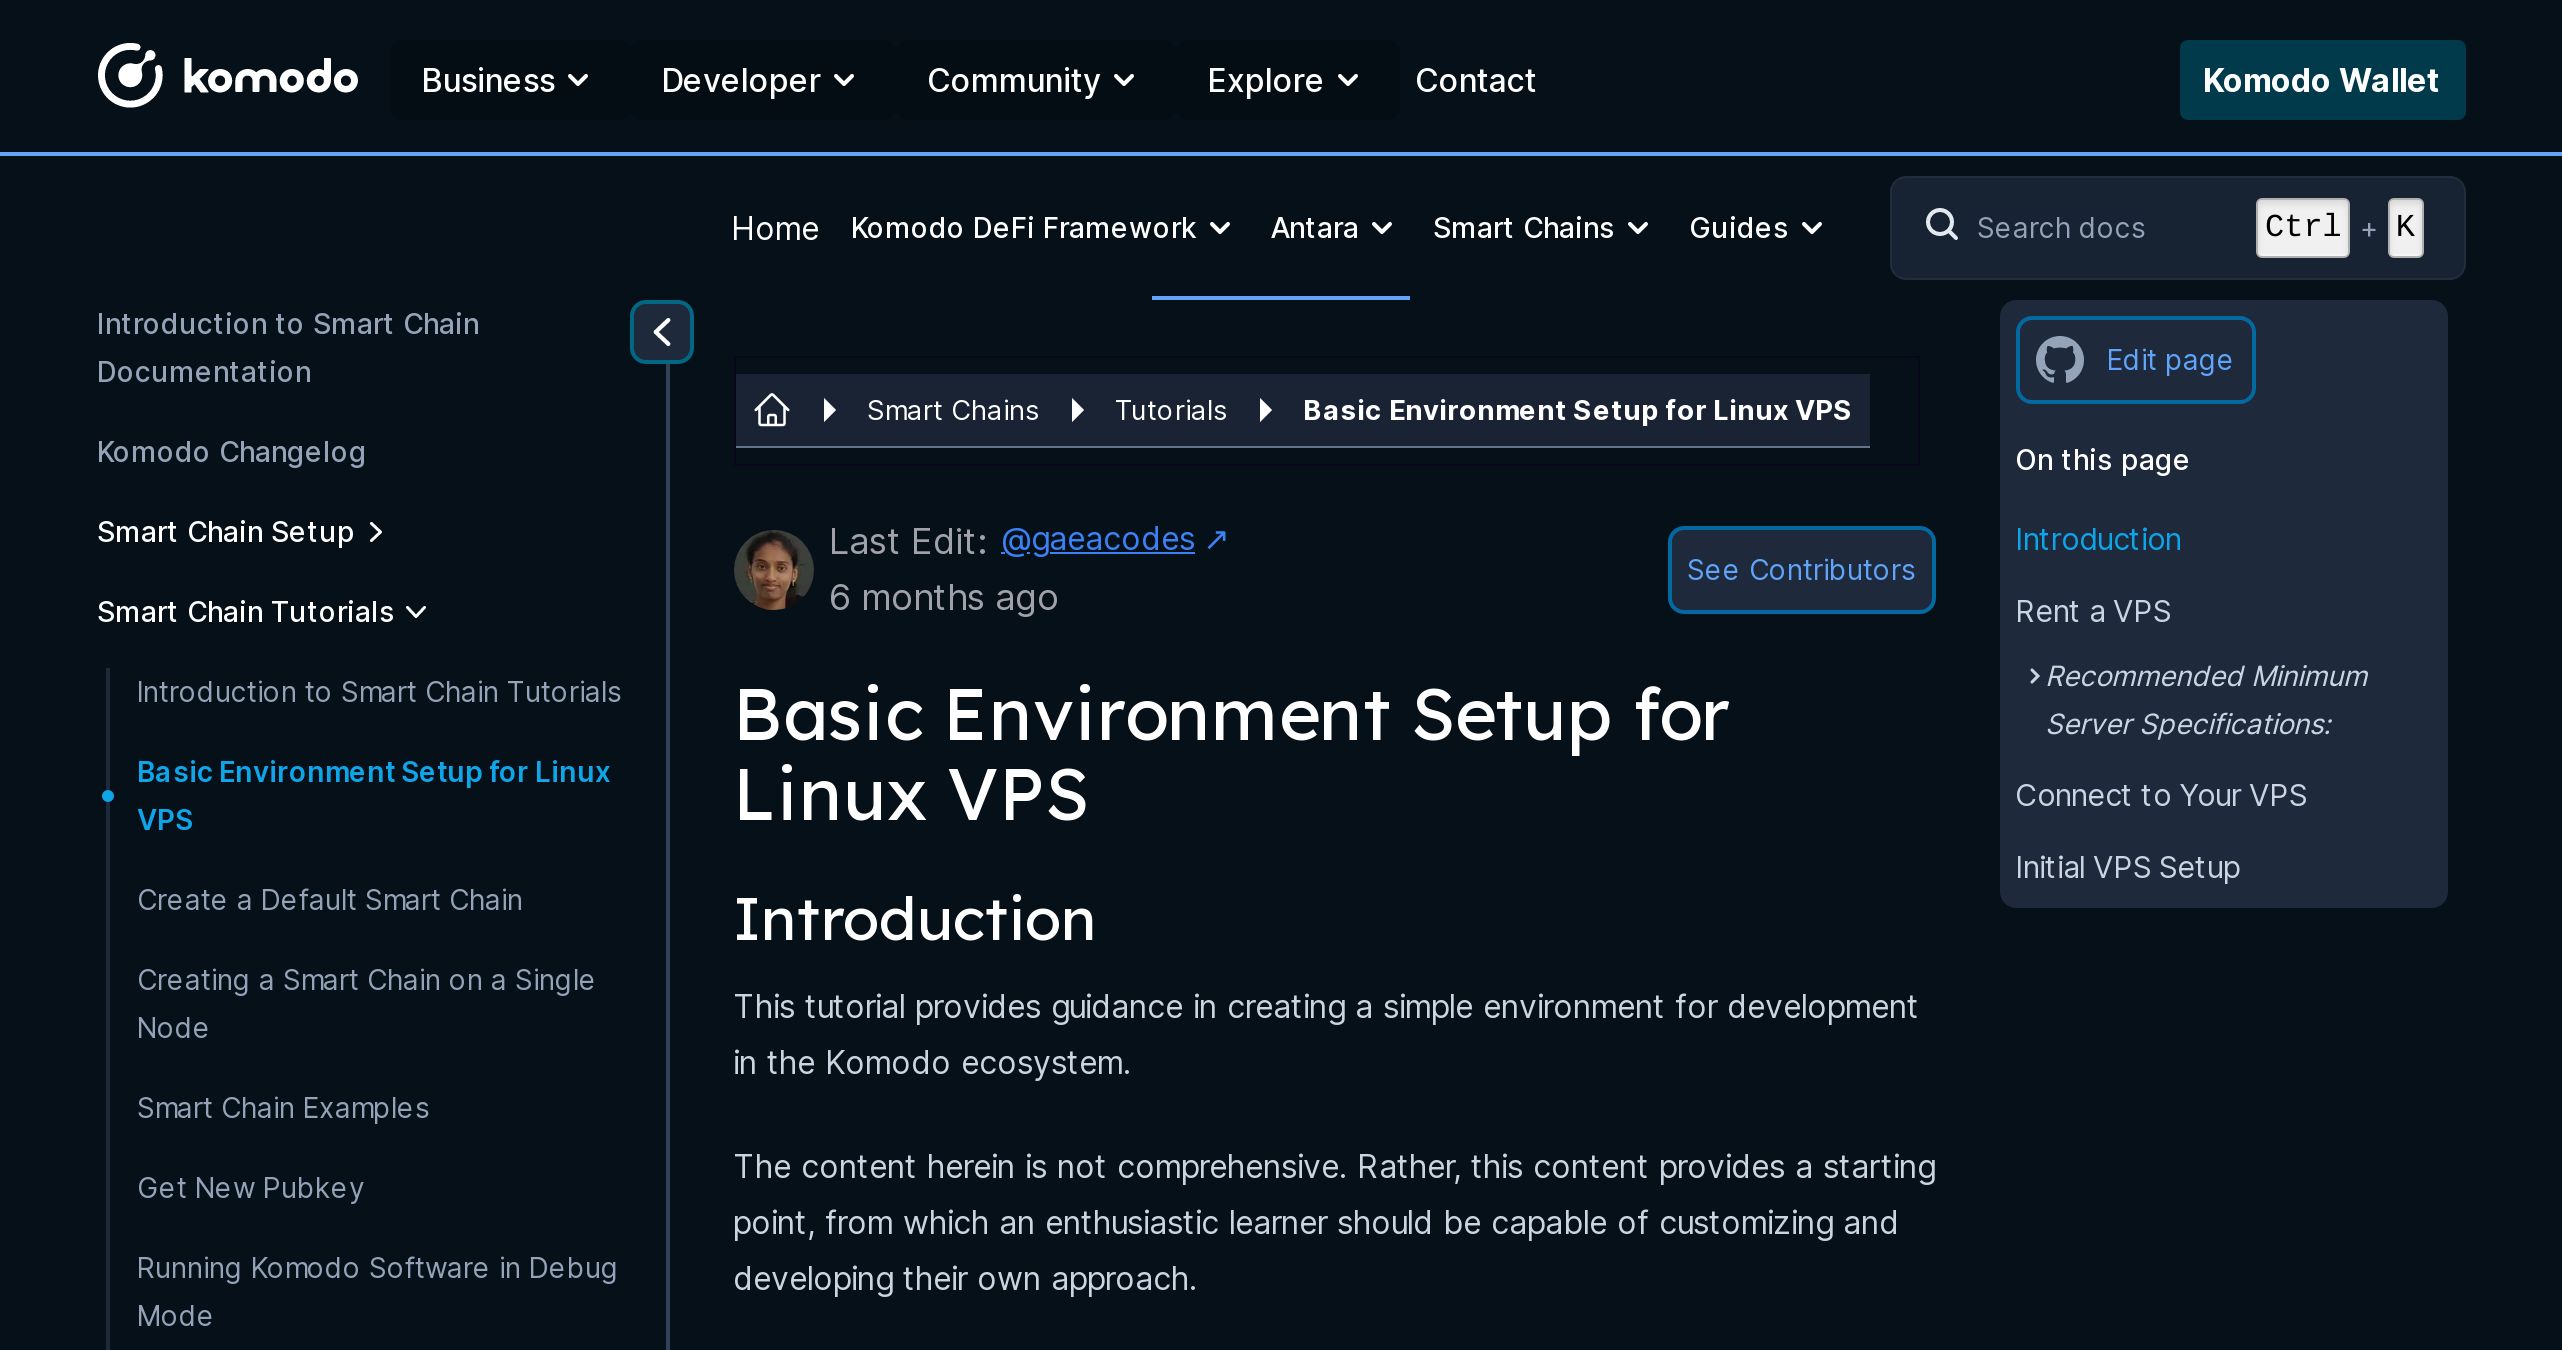 komodo
Business
Developer
Community
Explore
Contact
Komodo Wallet
Home
Komodo DeFi Framework
Antara
Smart Chains
Guides
Search docs
Ctrl + K
Introduction to Smart Chain
Documentation
Komodo Changelog
Smart Chain Setup
Smart Chain Tutorials
Introduction to Smart Chain Tutorials
Basic Environment Setup for Linux
VPS
Create a Default Smart Chain
Creating a Smart Chain on a Single
Node
Smart Chain Examples
Get New Pubkey
Running Komodo Software in Debug
Mode
Smart Chains
Tutorials
Basic Environment Setup for Linux VPS
Last Edit: @gaeacodes ↗
6 months ago
See Contributors
Basic Environment Setup for
Linux VPS
Introduction
This tutorial provides guidance in creating a simple environment for development
in the Komodo ecosystem.
The content herein is not comprehensive. Rather, this content provides a starting
point, from which an enthusiastic learner should be capable of customizing and
developing their own approach.
Edit page
On this page
Introduction
Rent a VPS
Recommended Minimum
Server Specifications:
Connect to Your VPS
Initial VPS Setup